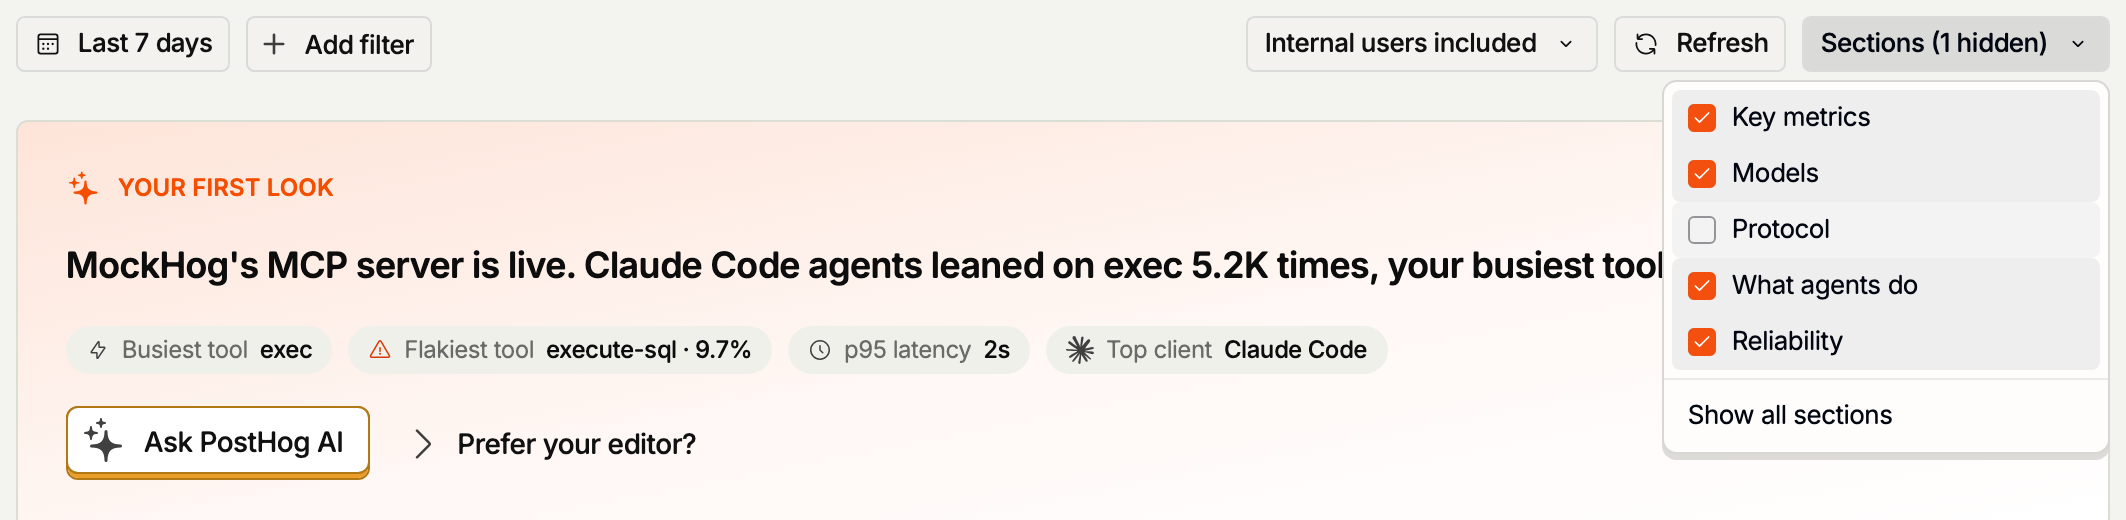 Last 7 days
Add filter
Internal users included
Refresh
Sections (1 hidden)
Key metrics
Models
Protocol
What agents do
Reliability
Show all sections
YOUR FIRST LOOK
MockHog's MCP server is live. Claude Code agents leaned on exec 5.2K times, your busiest tool
Busiest tool exec
Flakiest tool execute-sql · 9.7%
p95 latency 2s
Top client Claude Code
Ask PostHog AI
Prefer your editor?